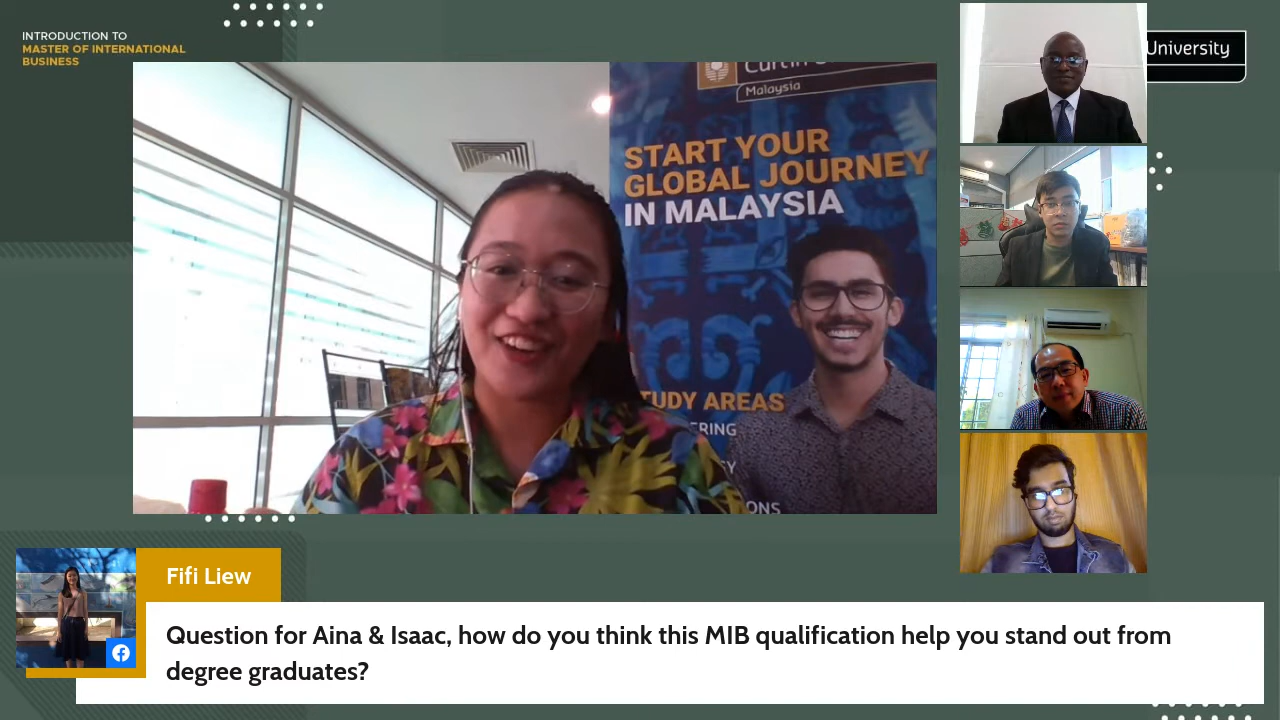 INTRODUCTION TO
MASTER OF INTERNATIONAL
BUSINESS
University
Malaysia
START YOUR
GLOBAL JOURNEY
IN MALAYSIA
TUDY AREAS
ERING
ONS
Fifi Liew
Question for Aina & Isaac, how do you think this MIB qualification help you stand out from
degree graduates?